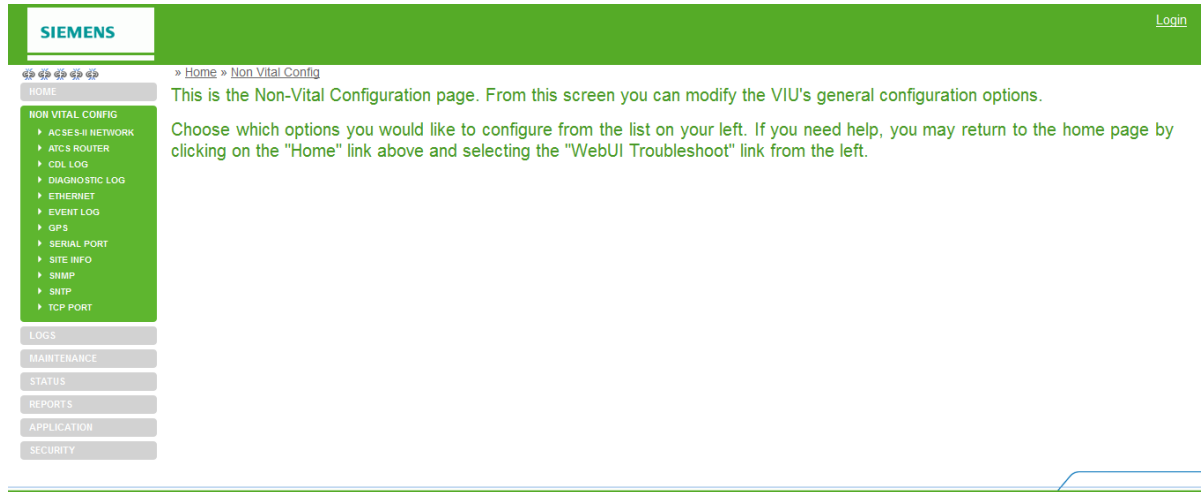 SIEMENS
Login
» Home » Non Vital Config
HOME
NON VITAL CONFIG
ACSES-II NETWORK
ATCS ROUTER
CDL LOG
DIAGNOSTIC LOG
ETHERNET
EVENT LOG
GPS
SERIAL PORT
SITE INFO
SNMP
SNTP
TCP PORT
LOGS
MAINTENANCE
STATUS
REPORTS
APPLICATION
SECURITY
This is the Non-Vital Configuration page. From this screen you can modify the VIU's general configuration options.
Choose which options you would like to configure from the list on your left. If you need help, you may return to the home page by
clicking on the "Home" link above and selecting the "WebUI Troubleshoot" link from the left.